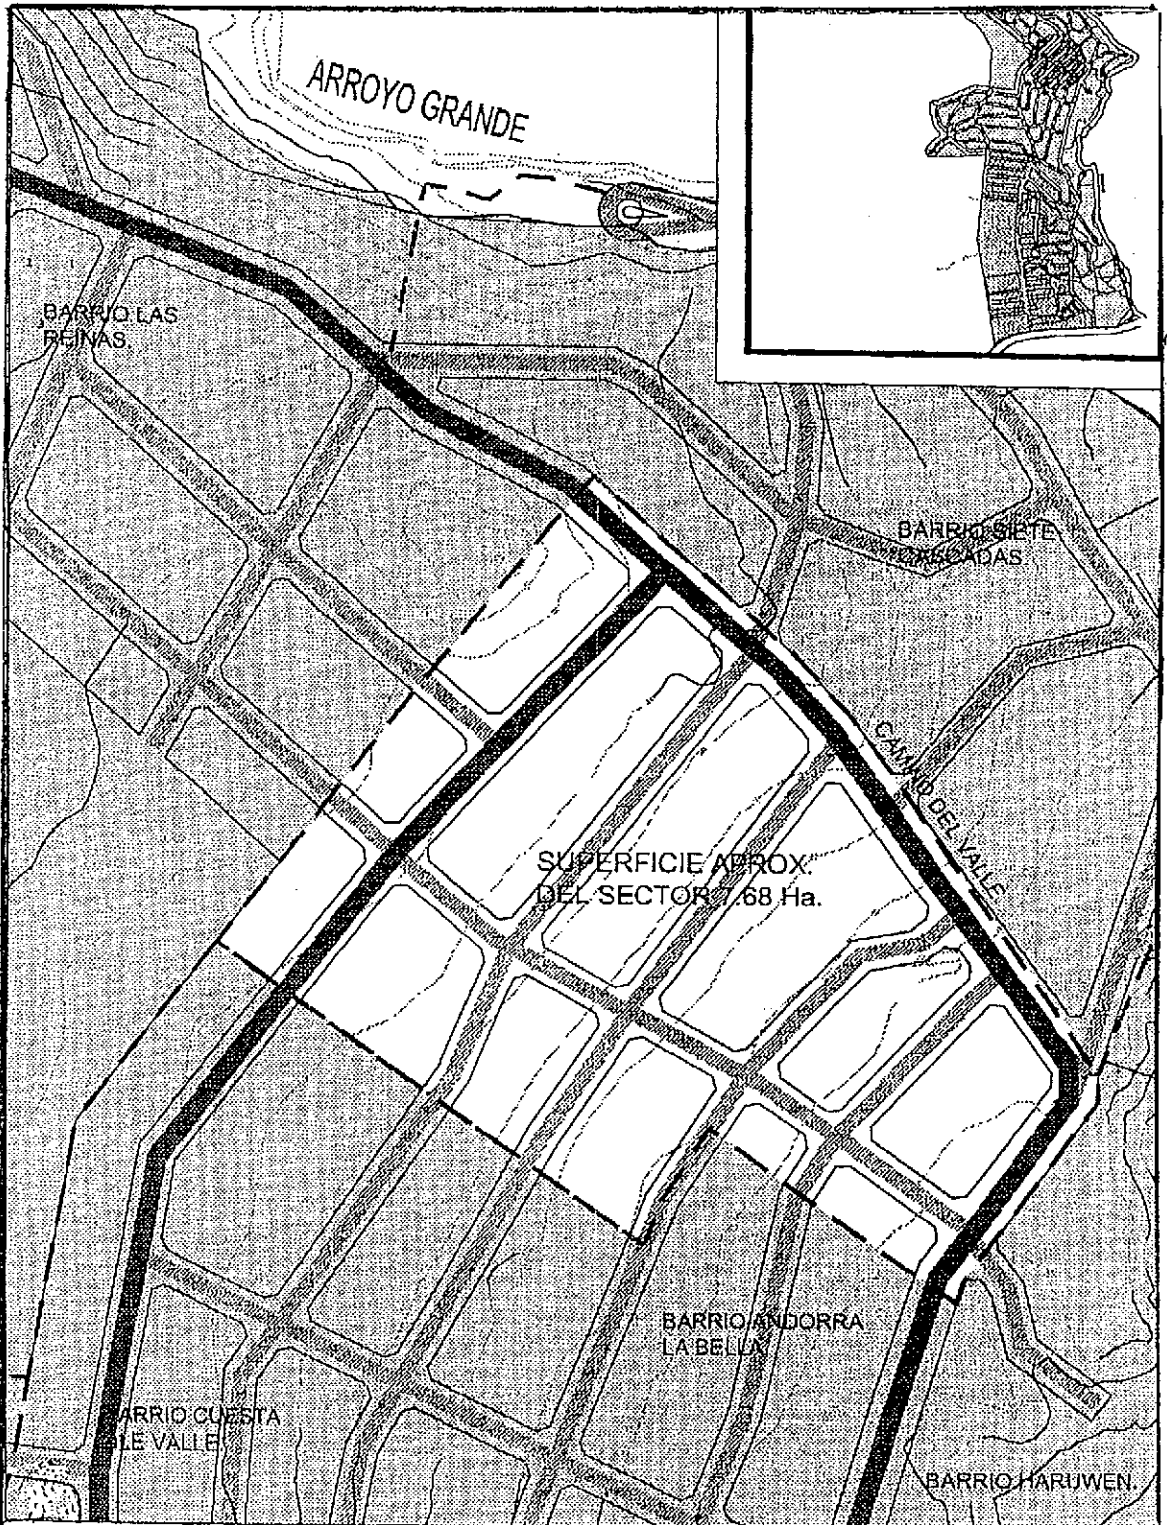 ARROYO GRANDE
BARRIO LAS
REINAS.
BARRIO SIETE
CASCADAS.
CAMINO DEL VALLE
SUPERFICIE APROX.
DEL SECTOR 7.68 Ha.
BARRIO ANDORRA
LA BELLA
BARRIO CUESTA
DLE VALLE
BARRIO HARUWEN.